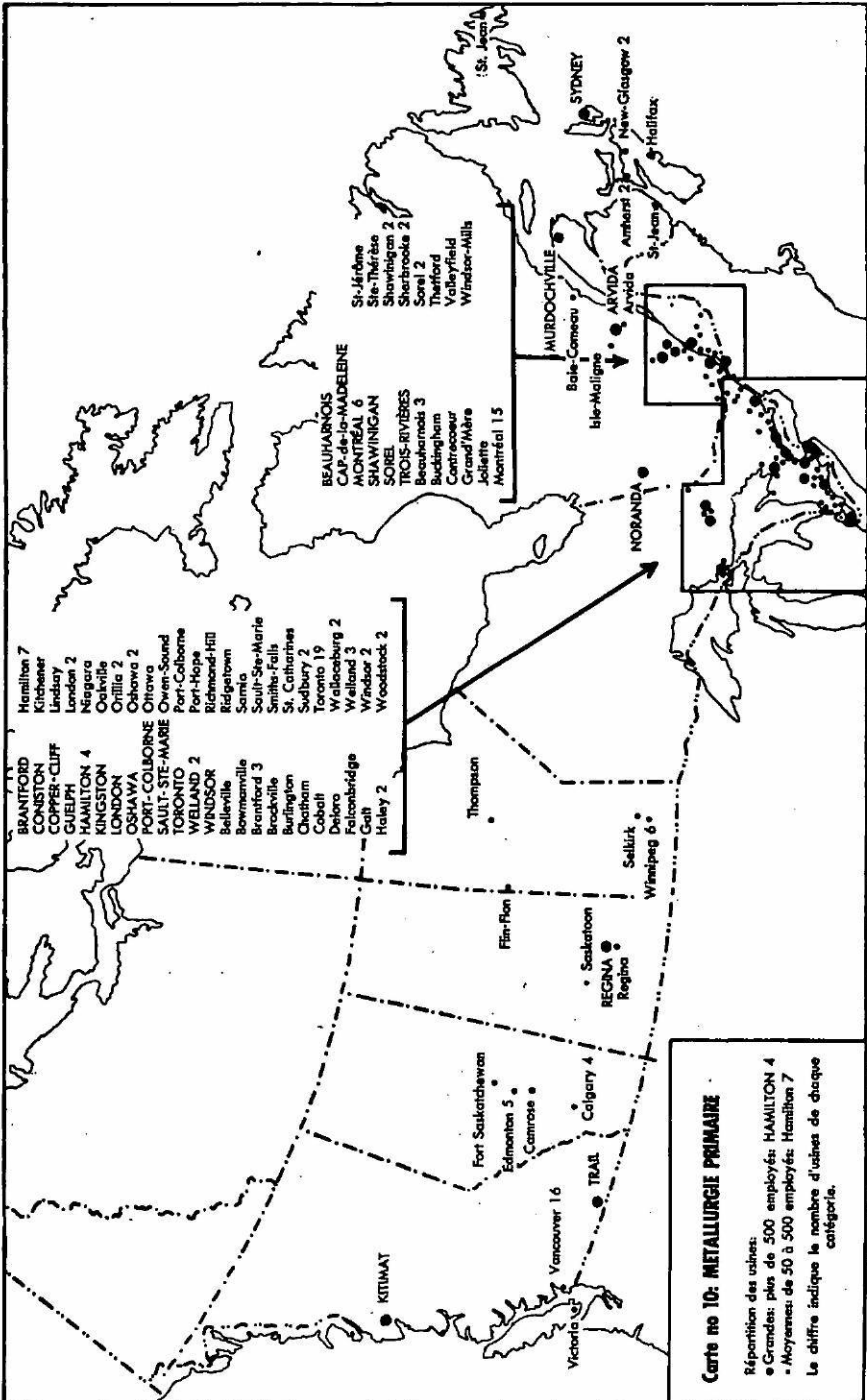 BRANTFORD
CONISTON
COPPER-CLIFF
GUELPH
HAMILTON 4
KINGSTON
LONDON
OSHAWA
PORT-COLBORNE
SAULT-STE-MARIE
TORONTO
WELLAND 2
WINDSOR
Belleville
Bowmanville
Brantford 3
Brockville
Burlington
Chatham
Cobalt
Deloro
Falconbridge
Galt
Haley 2
Hamilton 7
Kitchener
Lindsay
London 2
Niagara
Oakville
Orillia 2
Oshawa 2
Ottawa
Owen-Sound
Port-Colborne
Port-Hope
Richmond-Hill
Ridgetown
Sarnia
Sault-Ste-Marie
Smiths-Falls
St. Catharines
Sudbury 2
Toronto 19
Wallaceburg 2
Welland 3
Windsor 2
Woodstock 2
BEAUHARNOIS
CAP-de-la-MADELEINE
MONTRÉAL 6
SHAWINIGAN
SOREL
TROIS-RIVIÈRES
Beauharnois 3
Buckingham
Contrecoeur
Grand'Mère
Joliette
Montréal 15
St-Jérôme
Ste-Thérèse
Shawinigan 2
Sherbrooke 2
Sorel 2
Thetford
Valleyfield
Windsor-Mills
St. Jean
KITIMAT
Victoria
Vancouver 16
TRAIL
Fort Saskatchewan
Edmonton 5
Camrose
Calgary 4
Saskatoon
REGINA
Regina
Flin-Flon
Thompson
Selkirk
Winnipeg 6
NORANDA
Isle-Maligne
Baie-Comeau
MURDOCHVILLE
ARVIDA
Arvida
Amherst 2
St-Jean
SYDNEY
New-Glasgow 2
Halifax
Carte no 10: METALLURGIE PRIMAIRE
Répartition des usines:
• Grandes: plus de 500 employés: HAMILTON 4
• Moyennes: de 50 à 500 employés: Hamilton 7
Le chiffre indique le nombre d'usines de chaque
catégorie.